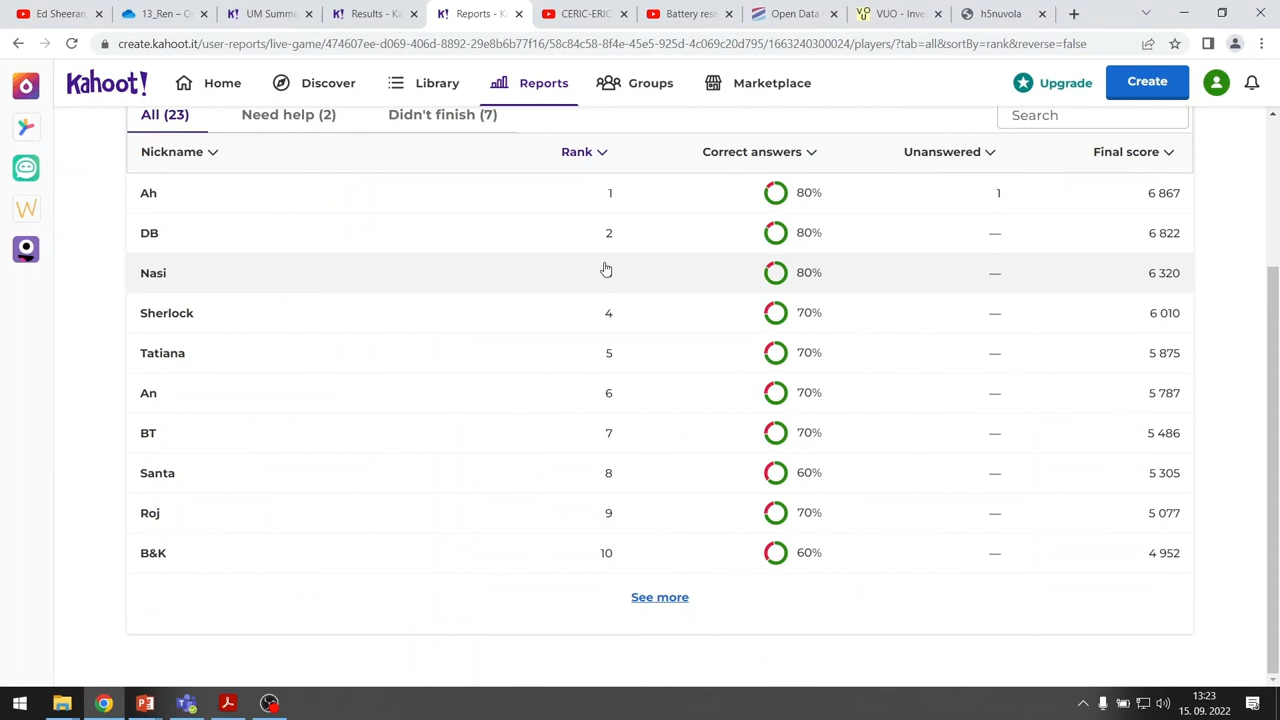 Ed Sheeran
13_Ren - O
UM Summe
Results - Ka
Reports - K
CERIC-ERIC
Battery rese
Open Data
VUO - Inve
h5nuvola
create.kahoot.it/user-reports/live-game/474607ee-d069-406d-8892-29e8b6b77f16/58c84c58-8f4e-45e5-925d-4c069c20d795/1663240300024/players/?tab=all&sortBy=rank&reverse=false
Kahoot!
Home
Discover
Library
Reports
Groups
Marketplace
Upgrade
Create
All (23)
Need help (2)
Didn't finish (7)
Search
Nickname Rank Correct answers Unanswered Final score
Ah 1 80% 1 6 867
DB 2 80% — 6 822
Nasi 80% — 6 320
Sherlock 4 70% — 6 010
Tatiana 5 70% — 5 875
An 6 70% — 5 787
BT 7 70% — 5 486
Santa 8 60% — 5 305
Roj 9 70% — 5 077
B&K 10 60% — 4 952
See more
13:23
15. 09. 2022